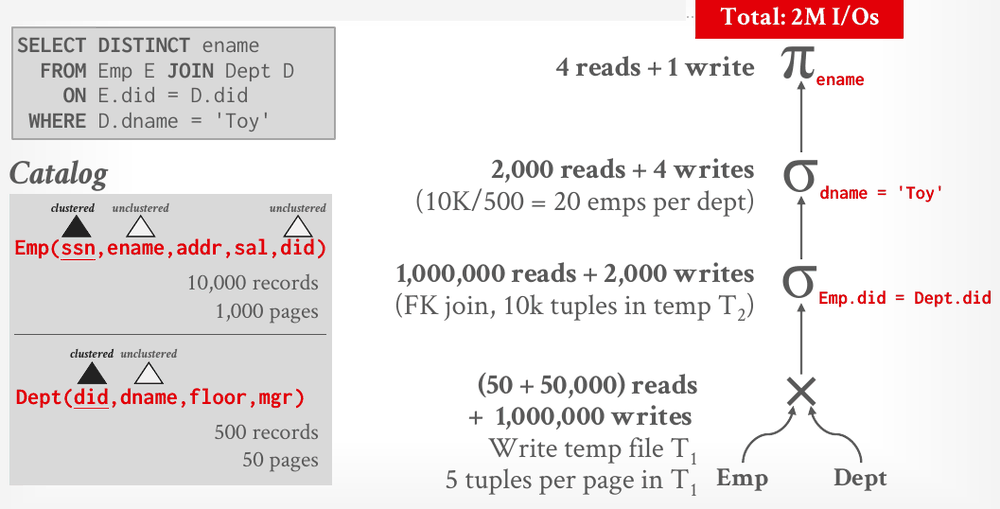 Total: 2M I/Os
SELECT DISTINCT ename
FROM Emp E JOIN Dept D
ON E.did = D.did
WHERE D.dname = 'Toy'
Catalog
clustered unclustered unclustered
Emp(ssn,ename,addr,sal,did)
10,000 records
1,000 pages
clustered unclustered
Dept(did,dname,floor,mgr)
500 records
50 pages
4 reads + 1 write π ename
2,000 reads + 4 writes σ dname = 'Toy'
(10K/500 = 20 emps per dept)
1,000,000 reads + 2,000 writes σ Emp.did = Dept.did
(FK join, 10k tuples in temp T₂)
(50 + 50,000) reads ×
+ 1,000,000 writes
Write temp file T₁
5 tuples per page in T₁
Emp Dept